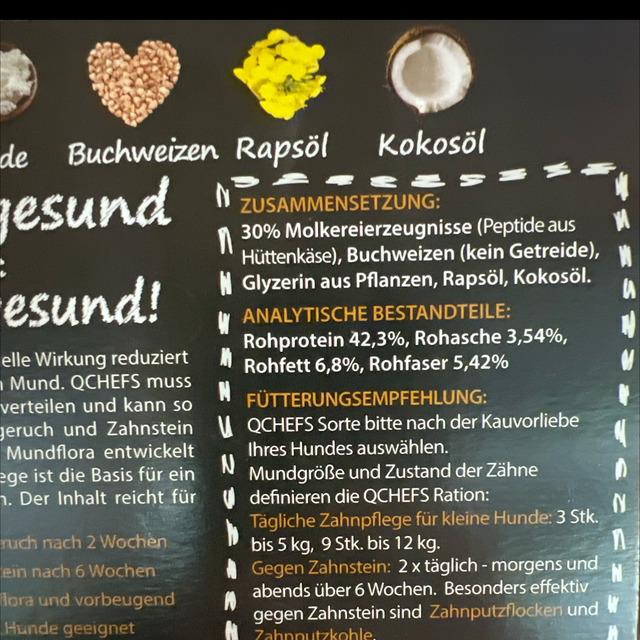 de Buchweizen Rapsöl Kokosöl
gesund
esund!
elle Wirkung reduziert
Mund. QCHEFS muss
verteilen und kann so
geruch und Zahnstein
Mundflora entwickelt
ege ist die Basis für ein
n. Der Inhalt reicht für
ruch nach 2 Wochen
ein nach 6 Wochen
flora und vorbeugend
Hunde geeignet
ZUSAMMENSETZUNG:
30% Molkereierzeugnisse (Peptide aus
Hüttenkäse), Buchweizen (kein Getreide),
Glyzerin aus Pflanzen, Rapsöl, Kokosöl.
ANALYTISCHE BESTANDTEILE:
Rohprotein 42,3%, Rohasche 3,54%,
Rohfett 6,8%, Rohfaser 5,42%
FÜTTERUNGSEMPFEHLUNG:
QCHEFS Sorte bitte nach der Kauvorliebe
Ihres Hundes auswählen.
Mundgröße und Zustand der Zähne
definieren die QCHEFS Ration:
Tägliche Zahnpflege für kleine Hunde: 3 Stk.
bis 5 kg, 9 Stk. bis 12 kg.
Gegen Zahnstein: 2 x täglich - morgens und
abends über 6 Wochen. Besonders effektiv
gegen Zahnstein sind Zahnputzflocken und
Zahnputzkohle.